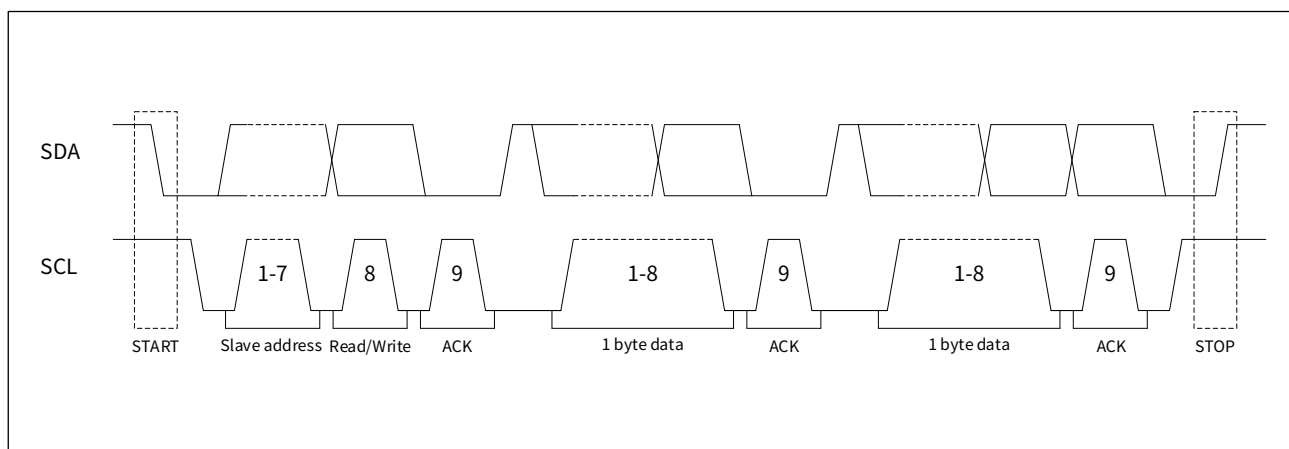 SDA
SCL
1-7 8 9 1-8 9 1-8 9
START Slave address Read/Write ACK 1 byte data ACK 1 byte data ACK STOP